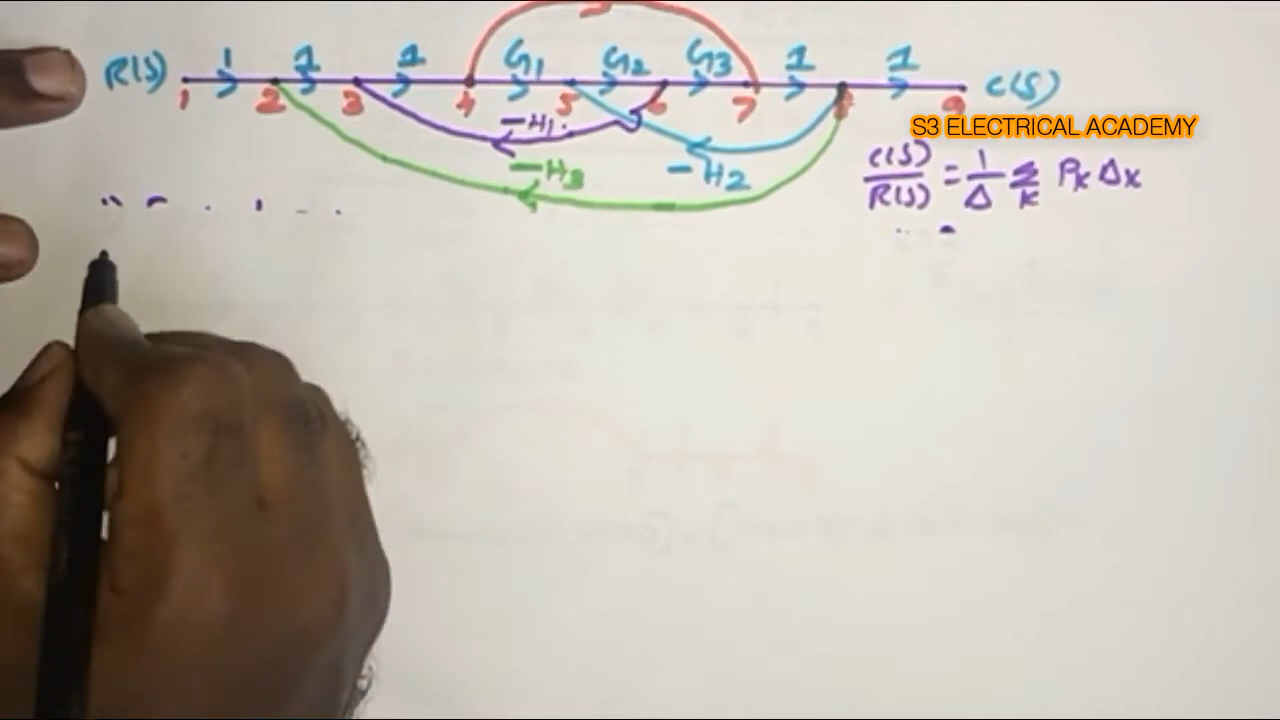 R(S) 1 1 1 G1 G2 G3 1 1 C(S)
1 2 3 4 5 6 7 8 9
-H1 -H2
-H3
S3 ELECTRICAL ACADEMY
C(S)/R(S) = 1/Δ Σ K PK ΔK